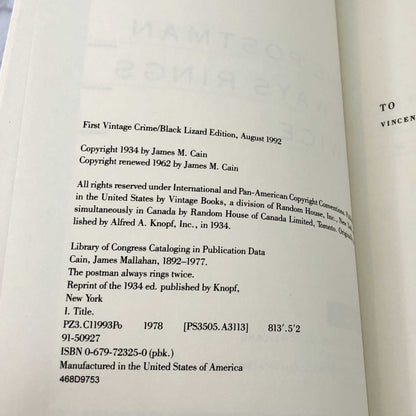 First Vintage Crime/Black Lizard Edition, August 1992
Copyright 1934 by James M. Cain
Copyright renewed 1962 by James M. Cain
All rights reserved under International and Pan-American Copyright Conventions.
in the United States by Vintage Books, a division of Random House, Inc., New
simultaneously in Canada by Random House of Canada Limited, Toronto.
lished by Alfred A. Knopf, Inc., in 1934.
Library of Congress Cataloging in Publication Data
Cain, James Mallahan, 1892–1977.
The postman always rings twice.
Reprint of the 1934 ed. published by Knopf,
New York
I. Title.
PZ3.C11993Po 1978 [PS3505.A3113] 813'.5'2
91-50927
ISBN 0-679-72325-0 (pbk.)
Manufactured in the United States of America
468D9753
TO
VINCEN